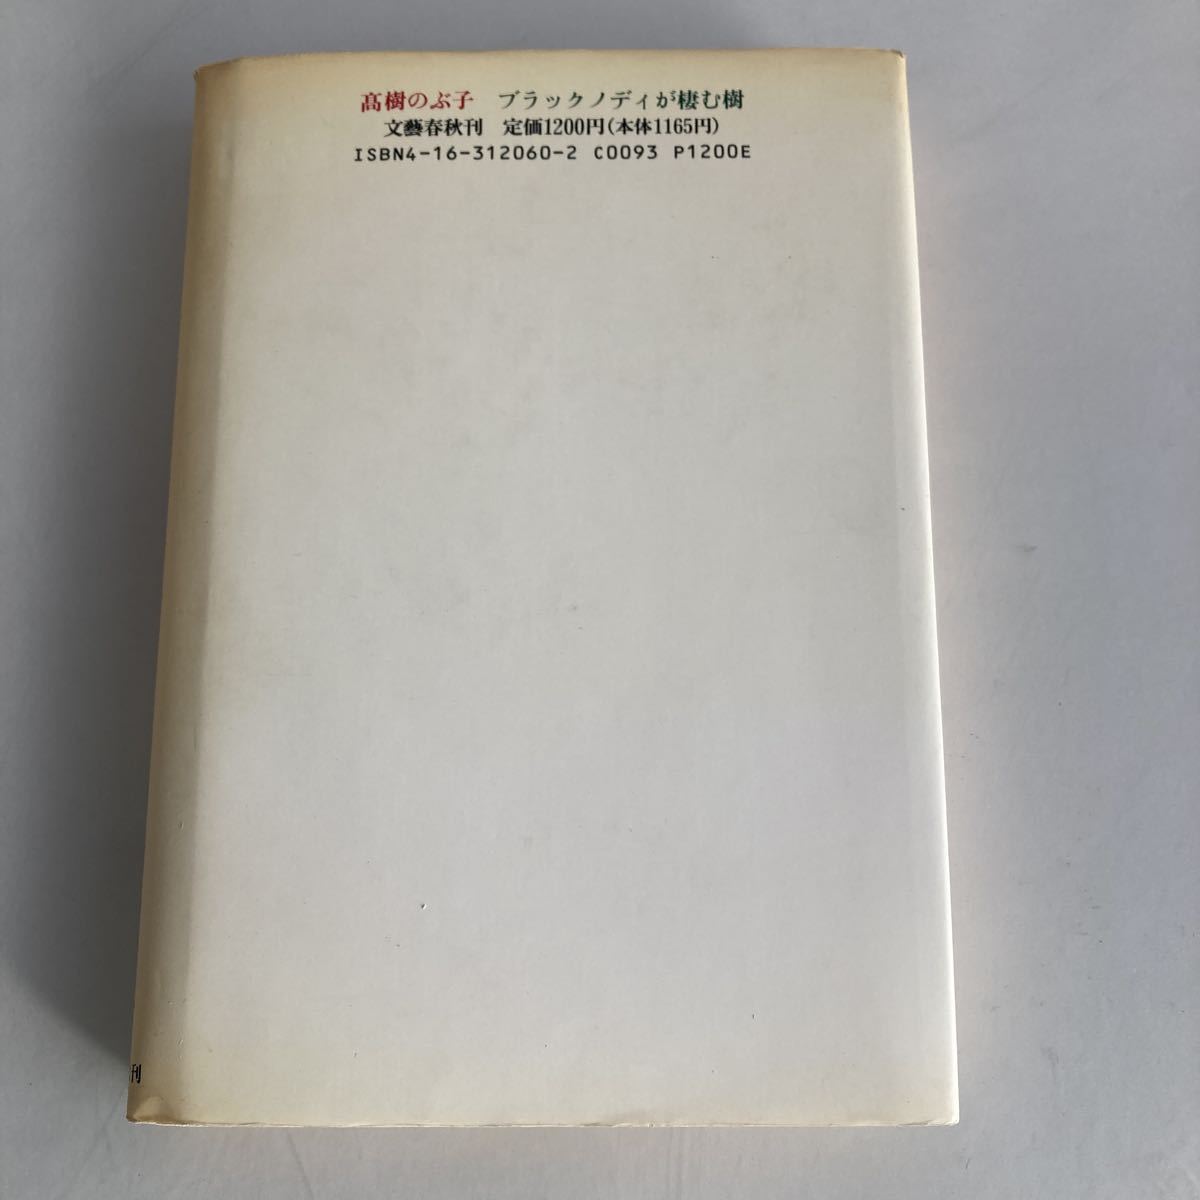 髙樹のぶ子　ブラックノディが棲む樹
文藝春秋刊　定価1200円(本体1165円)
ISBN4-16-312060-2 C0093 P1200E
刊